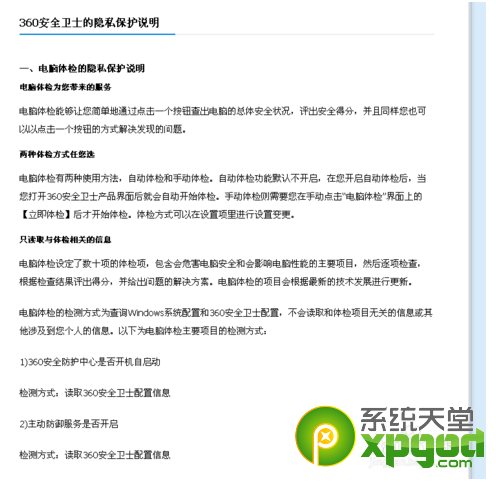 360安全卫士的隐私保护说明
一、电脑体检的隐私保护说明
电脑体检为您带来的服务
电脑体检能够让您简单地通过点击一个按钮查出电脑的总体安全状况，评出安全得分，并且同样您也可
以以点击一个按钮的方式解决发现的问题。
两种体检方式任您选
电脑体检有两种使用方法，自动体检和手动体检。自动体检功能默认不开启，在您开启自动体检后，当
您打开360安全卫士产品界面后就会自动开始体检。手动体检则需要您在手动点击“电脑体检”界面上的
【立即体检】后才开始体检。体检方式可以在设置项里进行设置变更。
只读取与体检相关的信息
电脑体检设定了数十项的体检项，包含会危害电脑安全和会影响电脑性能的主要项目，然后逐项检查，
根据检查结果评出得分，并给出问题的解决方案。电脑体检的项目会根据最新的技术发展进行更新。
电脑体检的检测方式为查询Windows系统配置和360安全卫士配置，不会读取和体检项目无关的信息或其
他涉及到您个人的信息。以下为电脑体检主要项目的检测方式：
1)360安全防护中心是否开机自启动
检测方式：读取360安全卫士配置信息
2)主动防御服务是否开启
检测方式：读取360安全卫士配置信息
系统天堂
xpgod